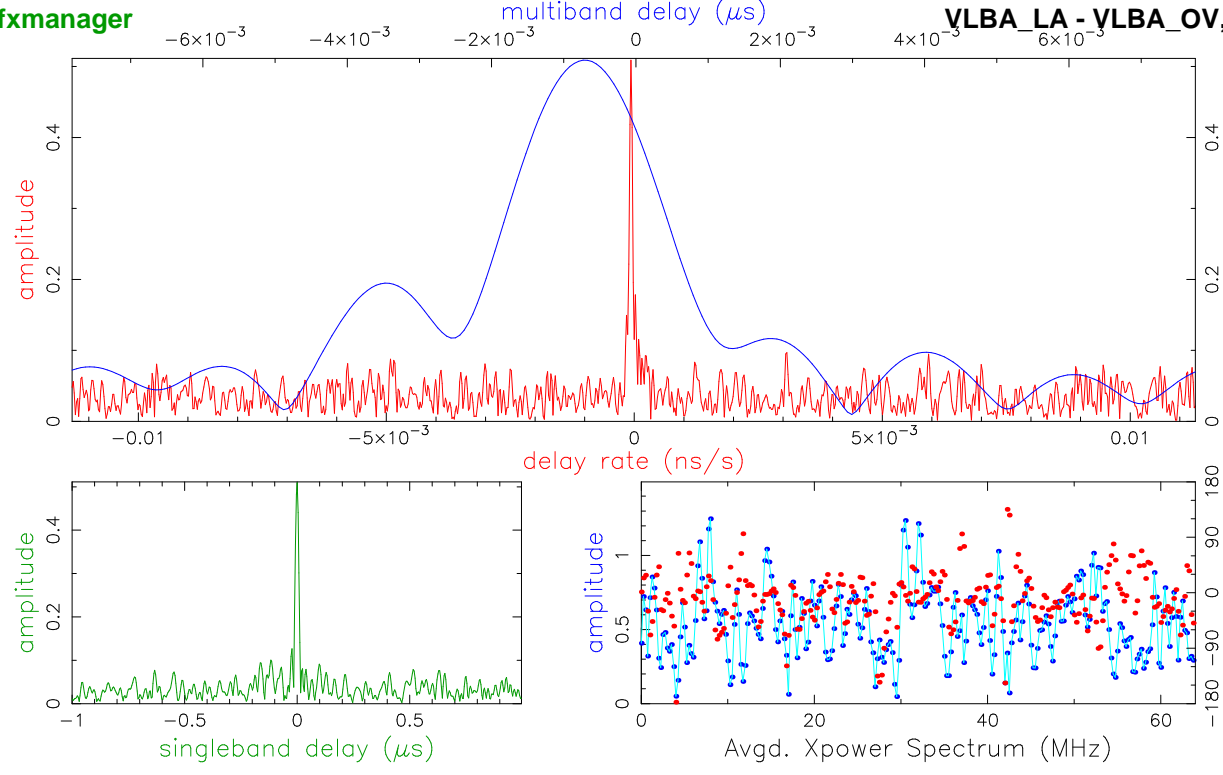 fxmanager
multiband delay (μs)
VLBA_LA - VLBA_OV,
−6×10⁻³ −4×10⁻³ −2×10⁻³ 0 2×10⁻³ 4×10⁻³ 6×10⁻³
amplitude
0.4
0.2
0
0.4
0.2
0
−0.01 −5×10⁻³ 0 5×10⁻³ 0.01
delay rate (ns/s)
amplitude
0.4
0.2
0
−1 −0.5 0 0.5
singleband delay (μs)
amplitude
1
0.5
0
180
90
0
−90
−180
0 20 40 60
Avgd. Xpower Spectrum (MHz)